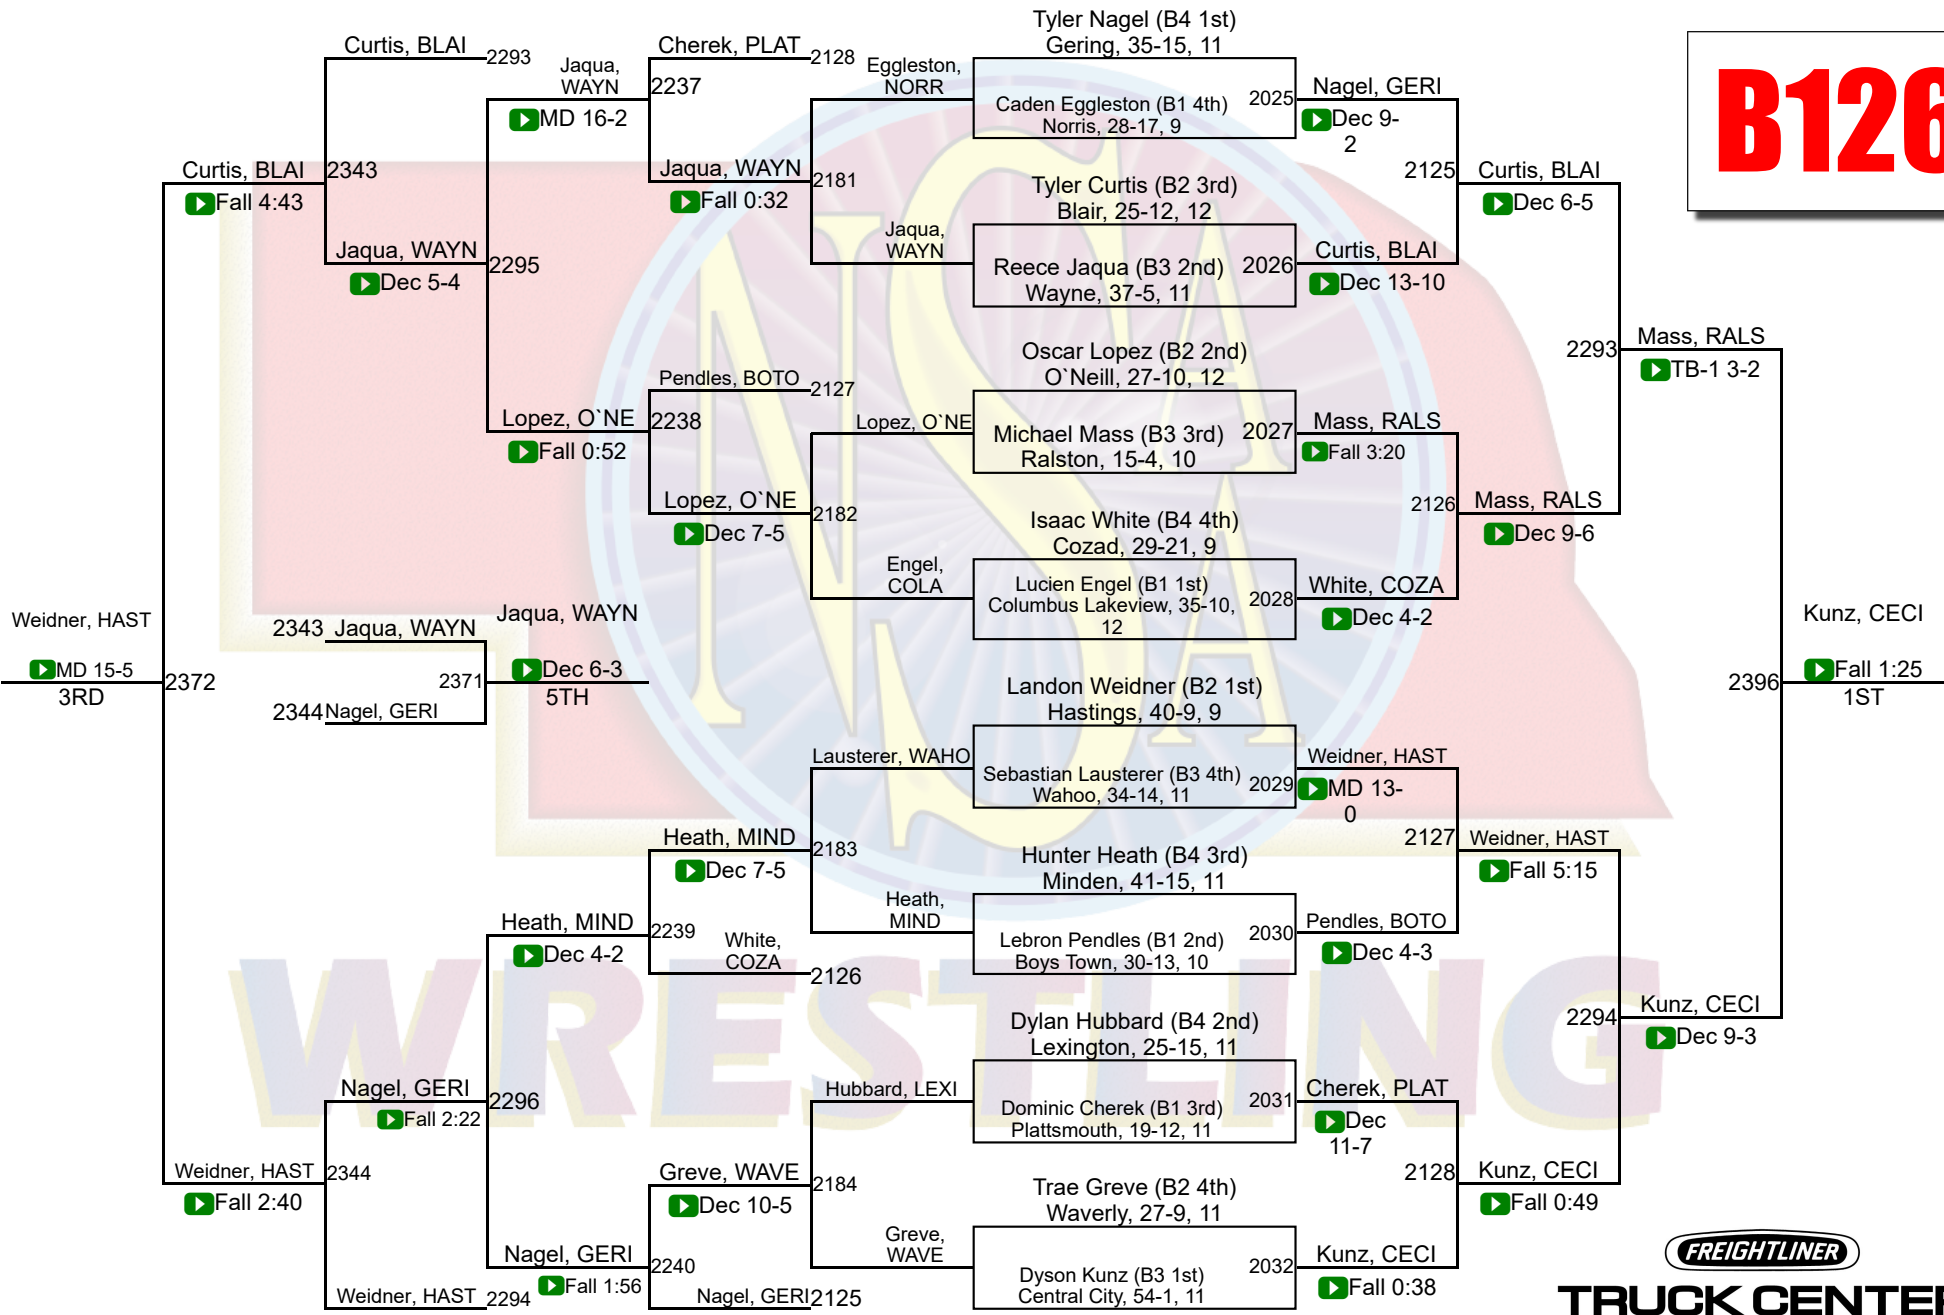 Tyler Nagel (B4 1st)
Gering, 35-15, 11
Curtis, BLAI
2293
Jaqua,
WAYN
MD 16-2
Cherek, PLAT
2128
2237
Eggleston,
NORR
Caden Eggleston (B1 4th)
Norris, 28-17, 9
2025
Nagel, GERI
Dec 9-
2
B126
Curtis, BLAI
2343
Fall 4:43
Jaqua, WAYN
2181
Fall 0:32
Tyler Curtis (B2 3rd)
Blair, 25-12, 12
2125
Curtis, BLAI
Dec 6-5
Jaqua, WAYN
2295
Dec 5-4
Jaqua,
WAYN
Reece Jaqua (B3 2nd)
Wayne, 37-5, 11
2026
Curtis, BLAI
Dec 13-10
Oscar Lopez (B2 2nd)
O`Neill, 27-10, 12
2293
Mass, RALS
TB-1 3-2
Pendles, BOTO
2127
Lopez, O`NE
2238
Fall 0:52
Lopez, O`NE
Michael Mass (B3 3rd)
Ralston, 15-4, 10
2027
Mass, RALS
Fall 3:20
Lopez, O`NE
2182
Dec 7-5
Isaac White (B4 4th)
Cozad, 29-21, 9
2126
Mass, RALS
Dec 9-6
Engel,
COLA
Lucien Engel (B1 1st)
Columbus Lakeview, 35-10,
12
2028
White, COZA
Dec 4-2
Weidner, HAST
MD 15-5
3RD
2372
2343
Jaqua, WAYN
2371
2344
Nagel, GERI
Jaqua, WAYN
Dec 6-3
5TH
Kunz, CECI
2396
Fall 1:25
1ST
Landon Weidner (B2 1st)
Hastings, 40-9, 9
Lausterer, WAHO
Sebastian Lausterer (B3 4th)
Wahoo, 34-14, 11
2029
Weidner, HAST
MD 13-
0
Heath, MIND
2183
Dec 7-5
Hunter Heath (B4 3rd)
Minden, 41-15, 11
2127
Weidner, HAST
Fall 5:15
Heath, MIND
2239
Dec 4-2
White,
COZA
2126
Heath,
MIND
Lebron Pendles (B1 2nd)
Boys Town, 30-13, 10
2030
Pendles, BOTO
Dec 4-3
Dylan Hubbard (B4 2nd)
Lexington, 25-15, 11
2294
Kunz, CECI
Dec 9-3
Nagel, GERI
2296
Fall 2:22
Hubbard, LEXI
Dominic Cherek (B1 3rd)
Plattsmouth, 19-12, 11
2031
Cherek, PLAT
Dec
11-7
Weidner, HAST
2344
Fall 2:40
Greve, WAVE
2184
Dec 10-5
Trae Greve (B2 4th)
Waverly, 27-9, 11
2128
Kunz, CECI
Fall 0:49
Nagel, GERI
2240
Fall 1:56
Greve,
WAVE
Dyson Kunz (B3 1st)
Central City, 54-1, 11
2032
Kunz, CECI
Fall 0:38
Weidner, HAST
2294
Nagel, GERI
2125
NSAA
WRESTLING
FREIGHTLINER
TRUCK CENTER